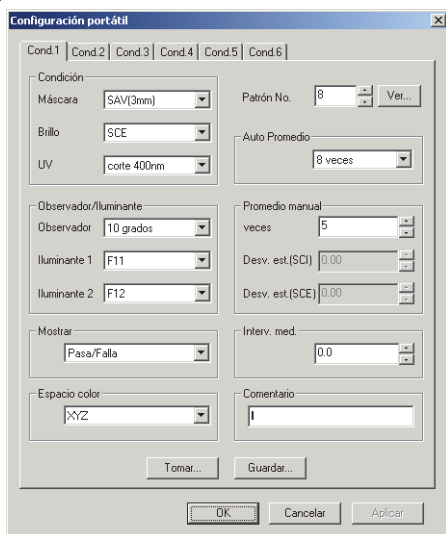 Configuración portátil
Cond.1 Cond.2 Cond.3 Cond.4 Cond.5 Cond.6
Condición
Máscara SAV(3mm)
Brillo SCE
UV corte 400nm
Patrón No. 8 Ver...
Auto Promedio
8 veces
Observador/Iluminante
Observador 10 grados
Iluminante 1 F11
Iluminante 2 F12
Promedio manual
veces 5
Desv. est.(SCI) 0.00
Desv. est.(SCE) 0.00
Mostrar
Pasa/Falla
Interv. med.
0.0
Espacio color
XYZ
Comentario
Tomar... Guardar...
OK Cancelar Aplicar